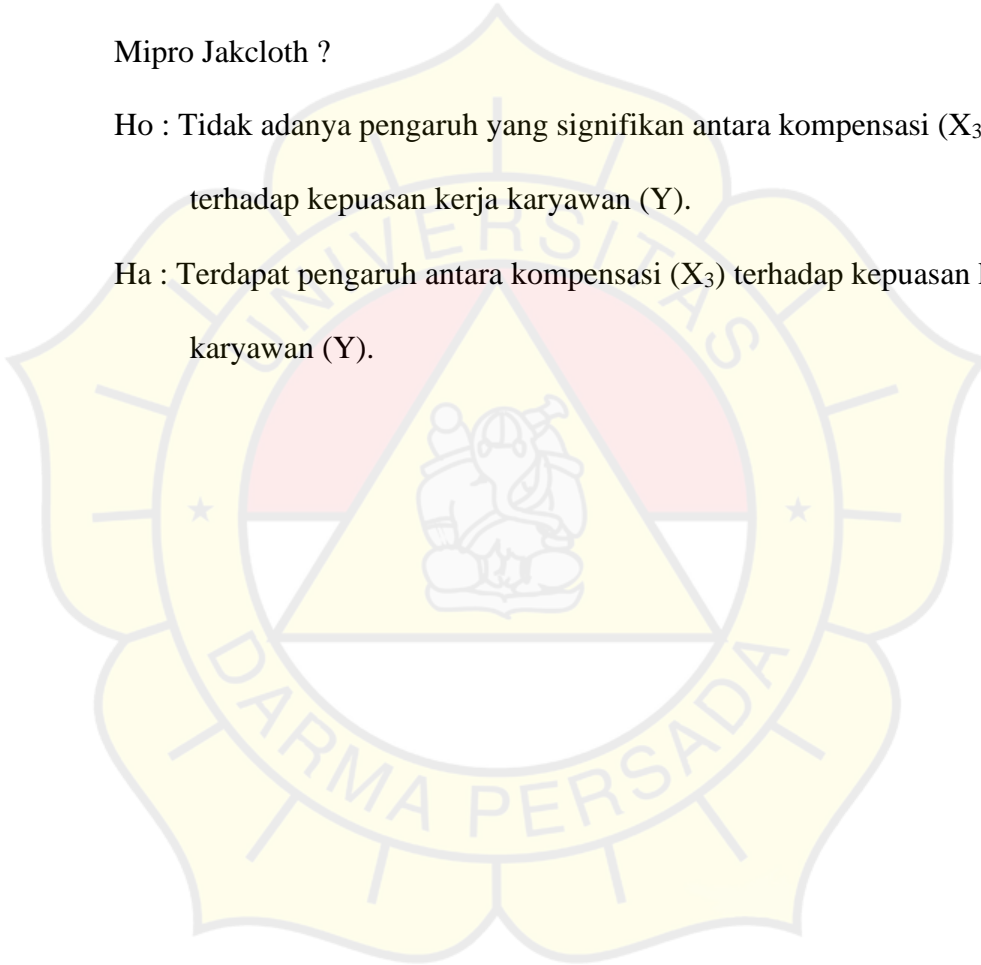 Mipro Jakcloth ?
Ho : Tidak adanya pengaruh yang signifikan antara kompensasi (X₃
terhadap kepuasan kerja karyawan (Y).
Ha : Terdapat pengaruh antara kompensasi (X₃) terhadap kepuasan
karyawan (Y).
UNIVERSITAS
DARMA PERSADA